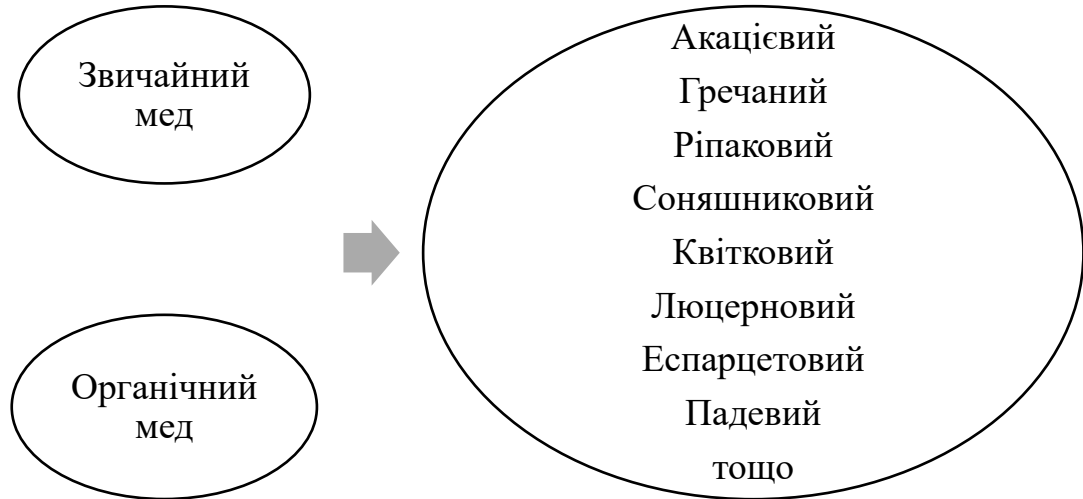 Звичайний
мед
Органічний
мед
Акацієвий
Гречаний
Ріпаковий
Соняшниковий
Квітковий
Люцерновий
Еспарцетовий
Падевий
тощо